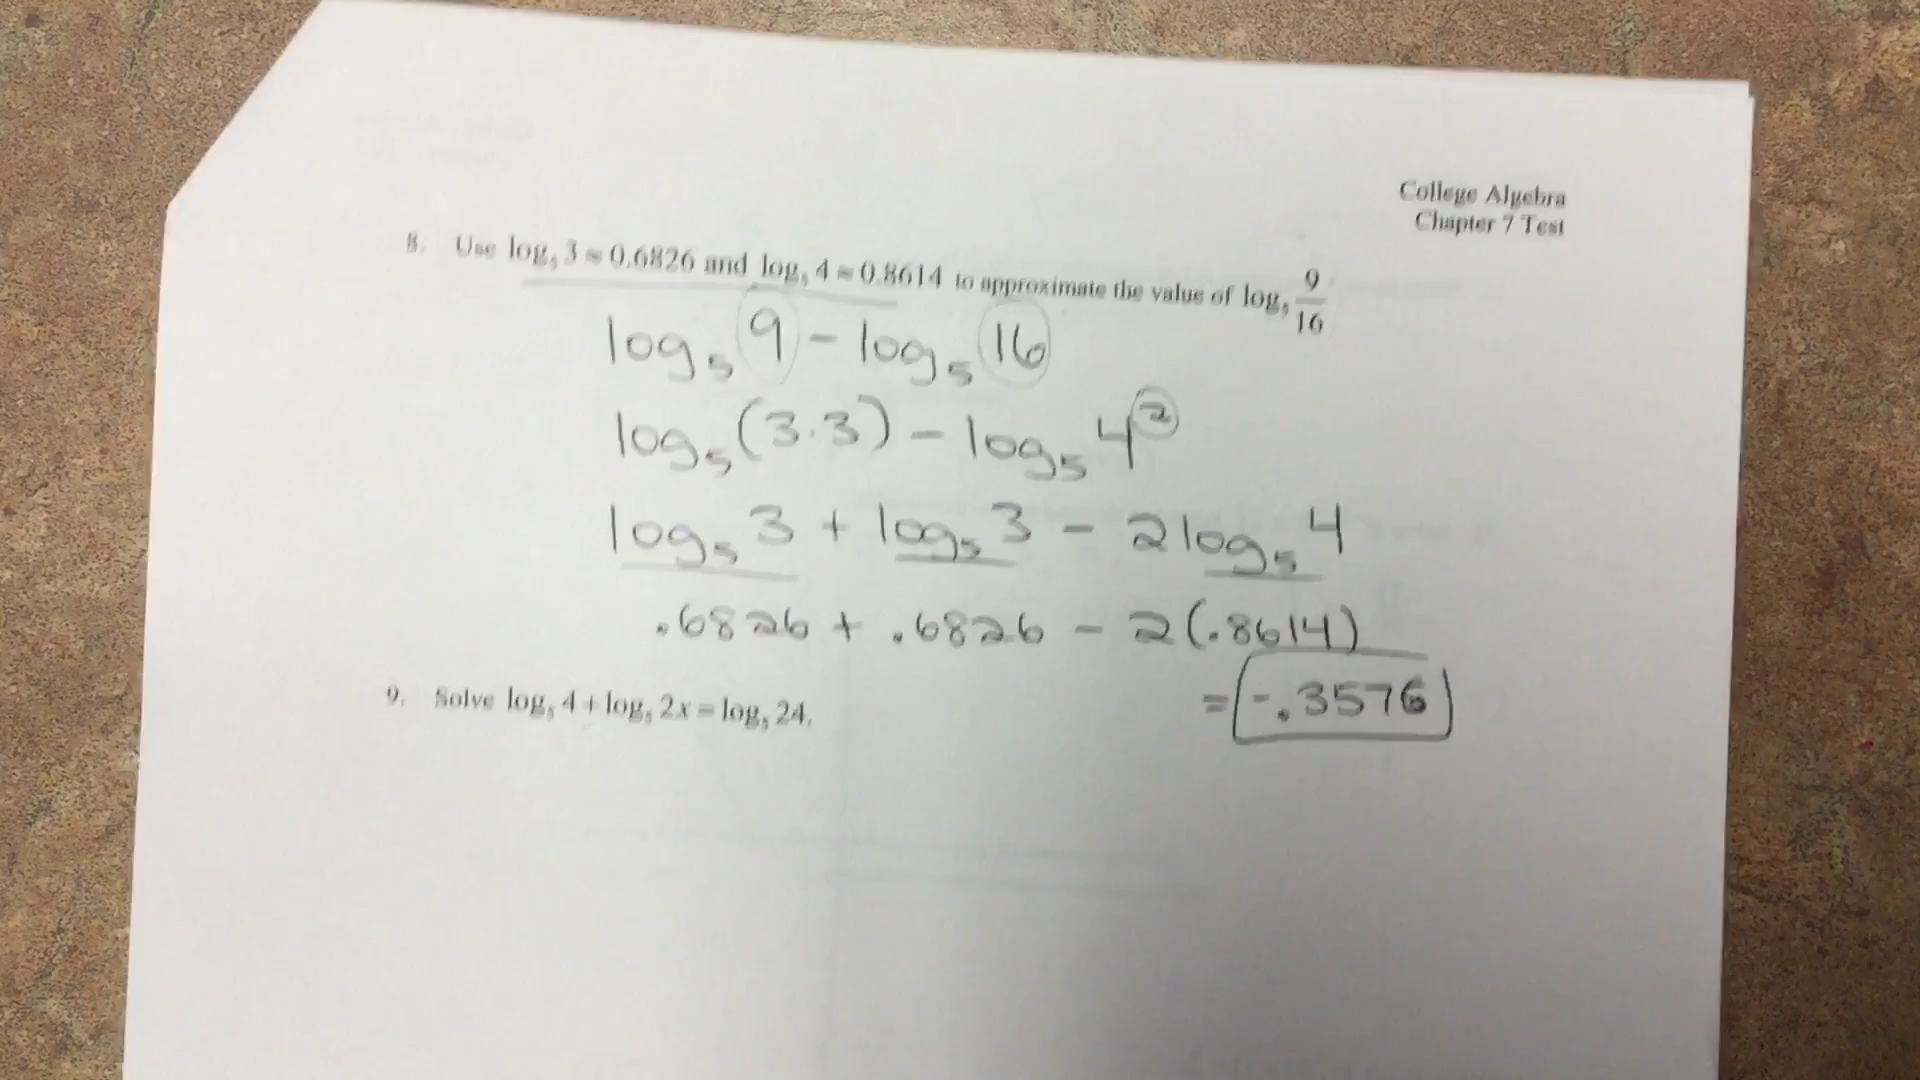 College Algebra
Chapter 7 Test
8. Use log₅ 3 ≈ 0.6826 and log₅ 4 ≈ 0.8614 to approximate the value of log₅ 9/16
log₅ 9 - log₅ 16
log₅ (3·3) - log₅ 4²
log₅ 3 + log₅ 3 - 2log₅ 4
.6826 + .6826 - 2(.8614)
= -.3576
9. Solve log₅ 4 + log₅ 2x = log₅ 24.